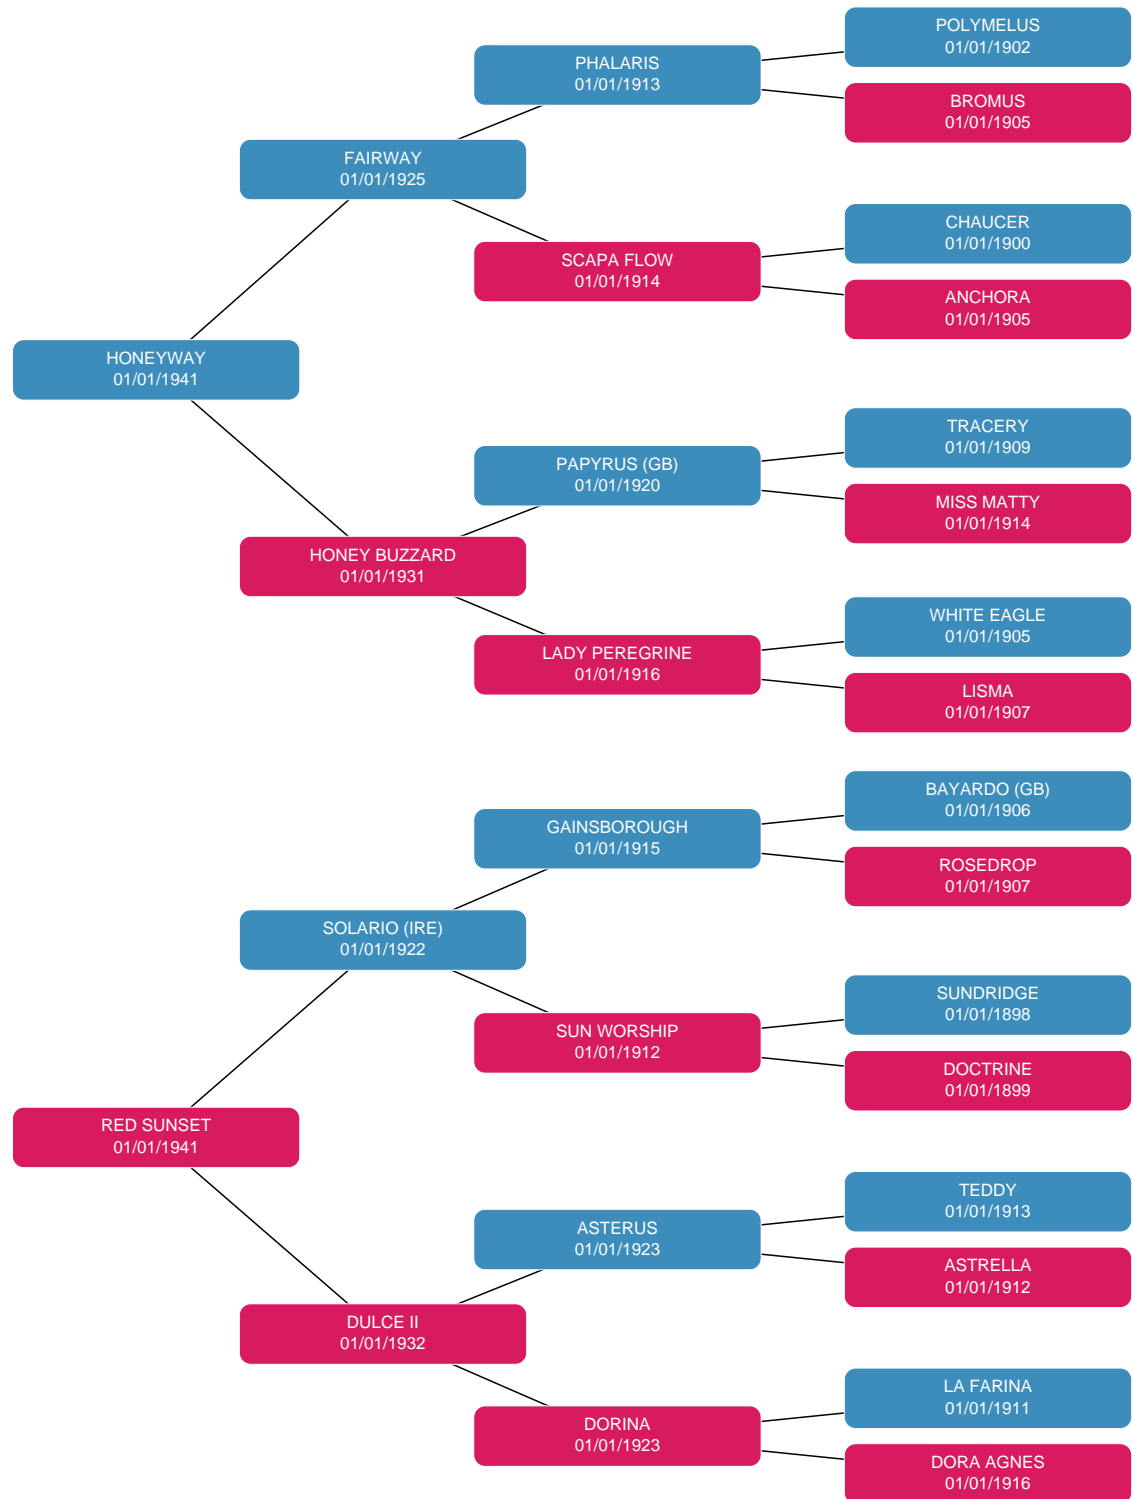 POLYMELUS
01/01/1902
PHALARIS
01/01/1913
BROMUS
01/01/1905
FAIRWAY
01/01/1925
CHAUCER
01/01/1900
SCAPA FLOW
01/01/1914
ANCHORA
01/01/1905
HONEYWAY
01/01/1941
TRACERY
01/01/1909
PAPYRUS (GB)
01/01/1920
MISS MATTY
01/01/1914
HONEY BUZZARD
01/01/1931
WHITE EAGLE
01/01/1905
LADY PEREGRINE
01/01/1916
LISMA
01/01/1907
BAYARDO (GB)
01/01/1906
GAINSBOROUGH
01/01/1915
ROSEDROP
01/01/1907
SOLARIO (IRE)
01/01/1922
SUNDRIDGE
01/01/1898
SUN WORSHIP
01/01/1912
DOCTRINE
01/01/1899
RED SUNSET
01/01/1941
TEDDY
01/01/1913
ASTERUS
01/01/1923
ASTRELLA
01/01/1912
DULCE II
01/01/1932
LA FARINA
01/01/1911
DORINA
01/01/1923
DORA AGNES
01/01/1916